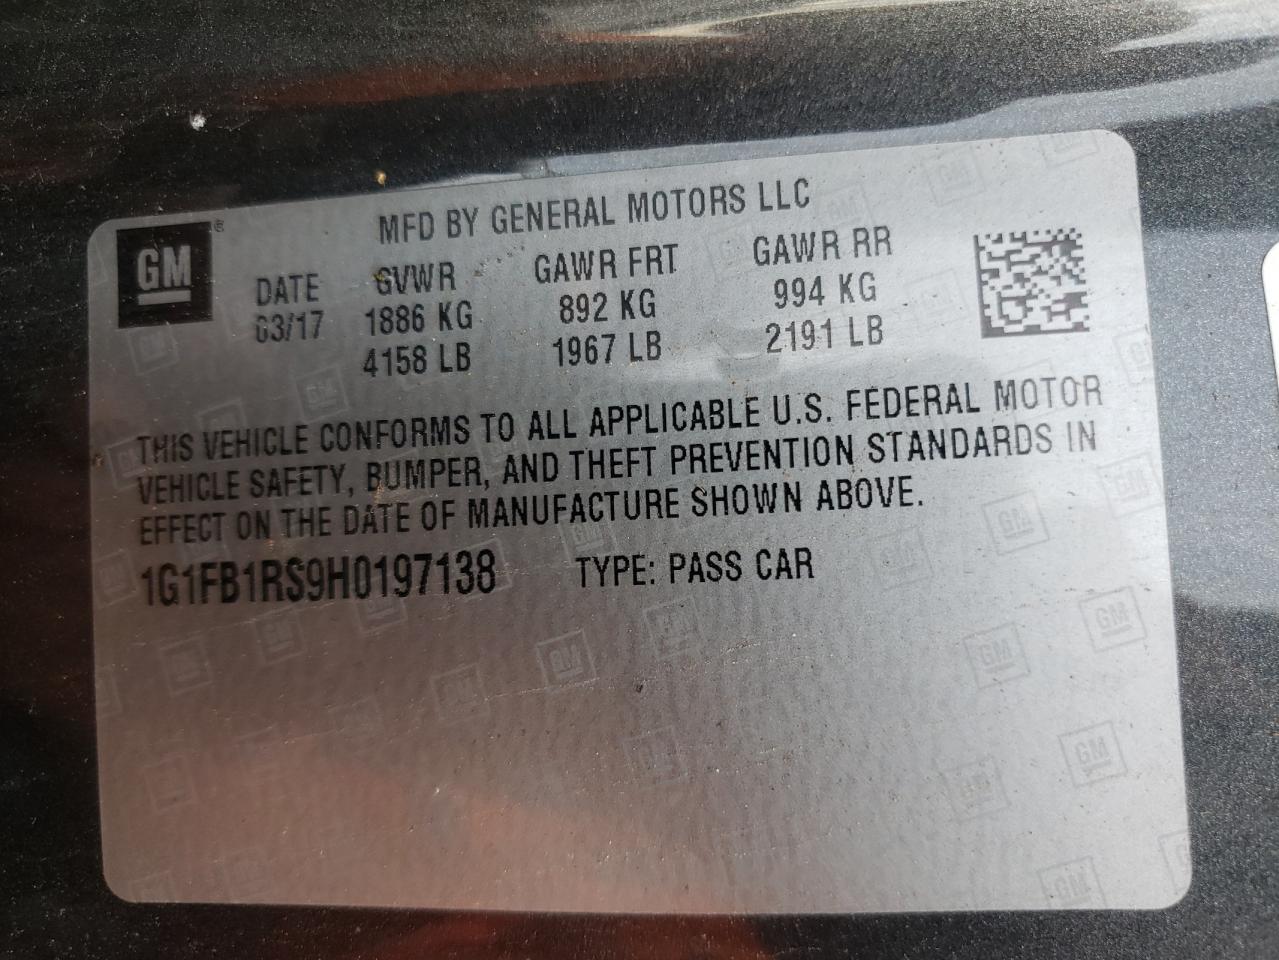 GM®
MFD BY GENERAL MOTORS LLC
DATE GVWR GAWR FRT GAWR RR
03/17 1886 KG 892 KG 994 KG
4158 LB 1967 LB 2191 LB
THIS VEHICLE CONFORMS TO ALL APPLICABLE U.S. FEDERAL MOTOR
VEHICLE SAFETY, BUMPER, AND THEFT PREVENTION STANDARDS IN
EFFECT ON THE DATE OF MANUFACTURE SHOWN ABOVE.
1G1FB1RS9H0197138 TYPE: PASS CAR